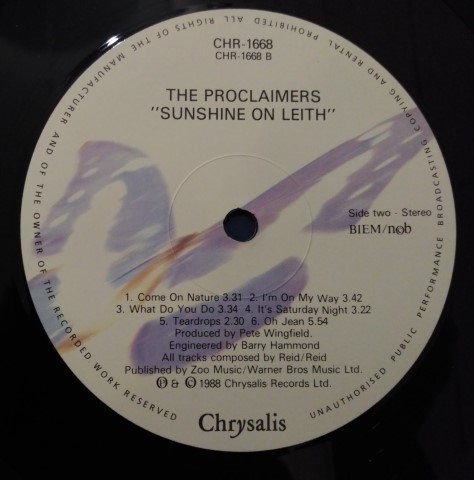 CHR-1668
CHR-1668 B
THE PROCLAIMERS
"SUNSHINE ON LEITH"
Side two - Stereo
BIEM/n©b
1. Come On Nature 3.31 2. I'm On My Way 3.42
3. What Do You Do 3.34 4. It's Saturday Night 3.22
5. Teardrops 2.30 6. Oh Jean 5.54
Produced by Pete Wingfield.
Engineered by Barry Hammond
All tracks composed by Reid/Reid
Published by Zoo Music/Warner Bros Music Ltd.
℗ & © 1988 Chrysalis Records Ltd.
Chrysalis
ALL RIGHTS OF THE MANUFACTURER AND OF THE OWNER OF THE RECORDED WORK RESERVED
UNAUTHORISED PUBLIC PERFORMANCE BROADCASTING COPYING AND RENTAL PROHIBITED